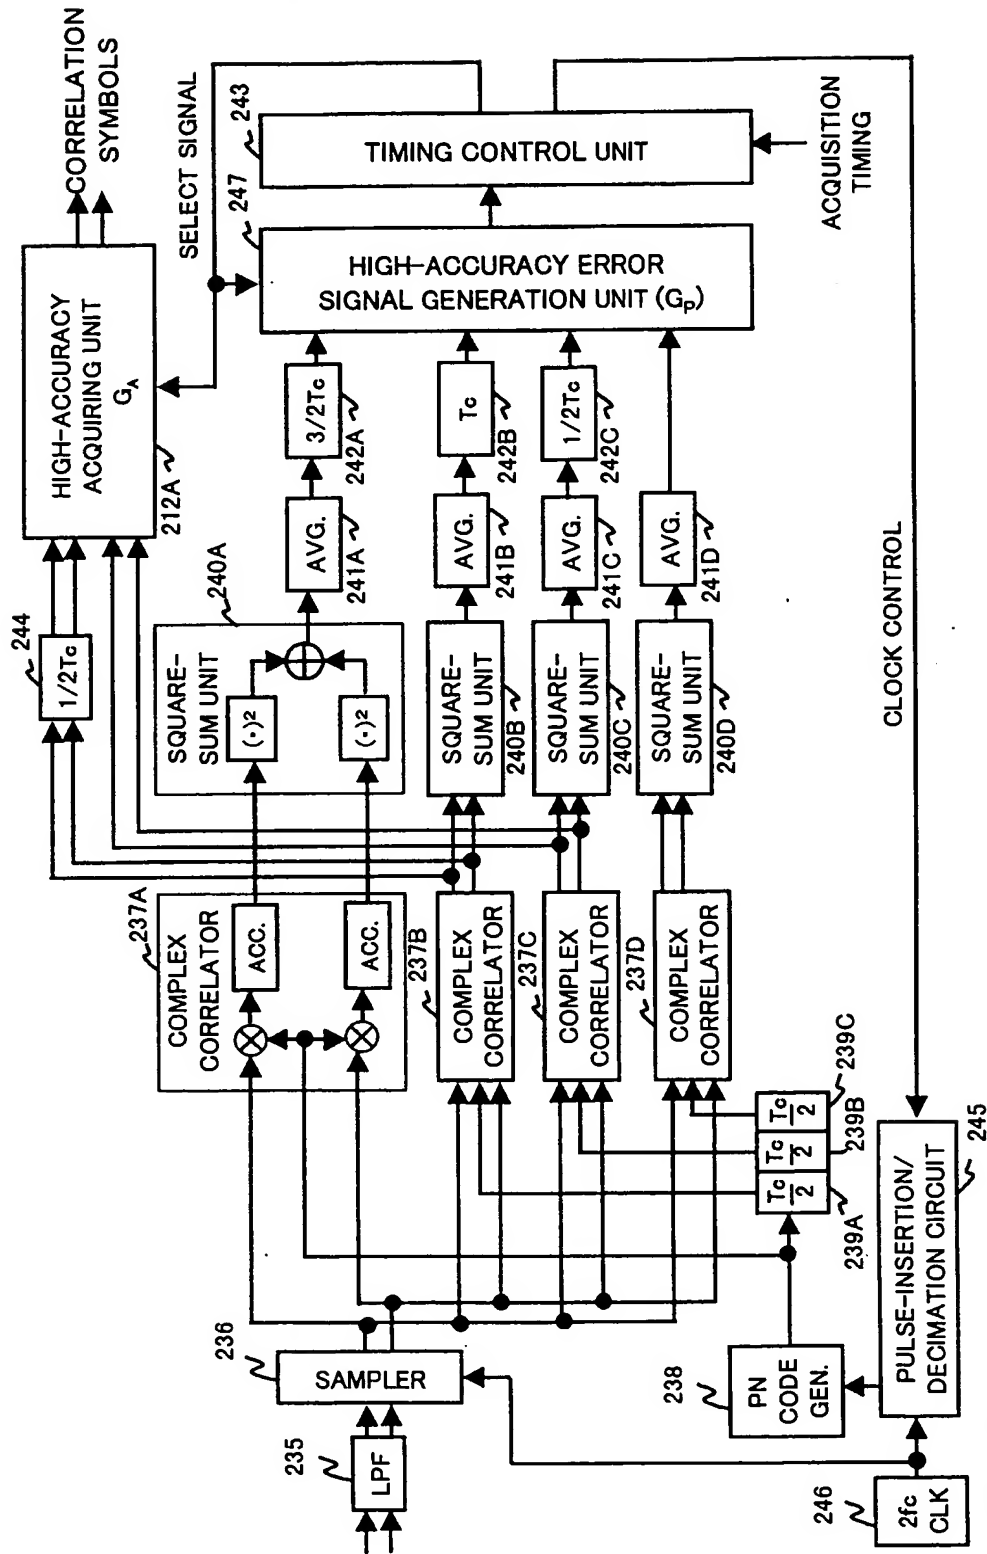 235
LPF
236
SAMPLER
246
2fc
CLK
238
PN
CODE
GEN.
PULSE-INSERTION/
DECIMATION CIRCUIT
245
239A
239B
239C
Tc
2
Tc
2
Tc
2
237A
COMPLEX
CORRELATOR
ACC.
ACC.
237B
COMPLEX
CORRELATOR
237C
COMPLEX
CORRELATOR
237D
COMPLEX
CORRELATOR
240A
SQUARE-
SUM UNIT
(•)²
(•)²
SQUARE-
SUM UNIT
240B
SQUARE-
SUM UNIT
240C
SQUARE-
SUM UNIT
240D
244
1/2Tc
AVG.
241A
AVG.
241B
AVG.
241C
AVG.
241D
3/2Tc
242A
Tc
242B
1/2Tc
242C
212A
HIGH-ACCURACY
ACQUIRING UNIT
GA
CORRELATION
SYMBOLS
SELECT SIGNAL
247
HIGH-ACCURACY ERROR
SIGNAL GENERATION UNIT (GP)
243
TIMING CONTROL UNIT
ACQUISITION
TIMING
CLOCK CONTROL